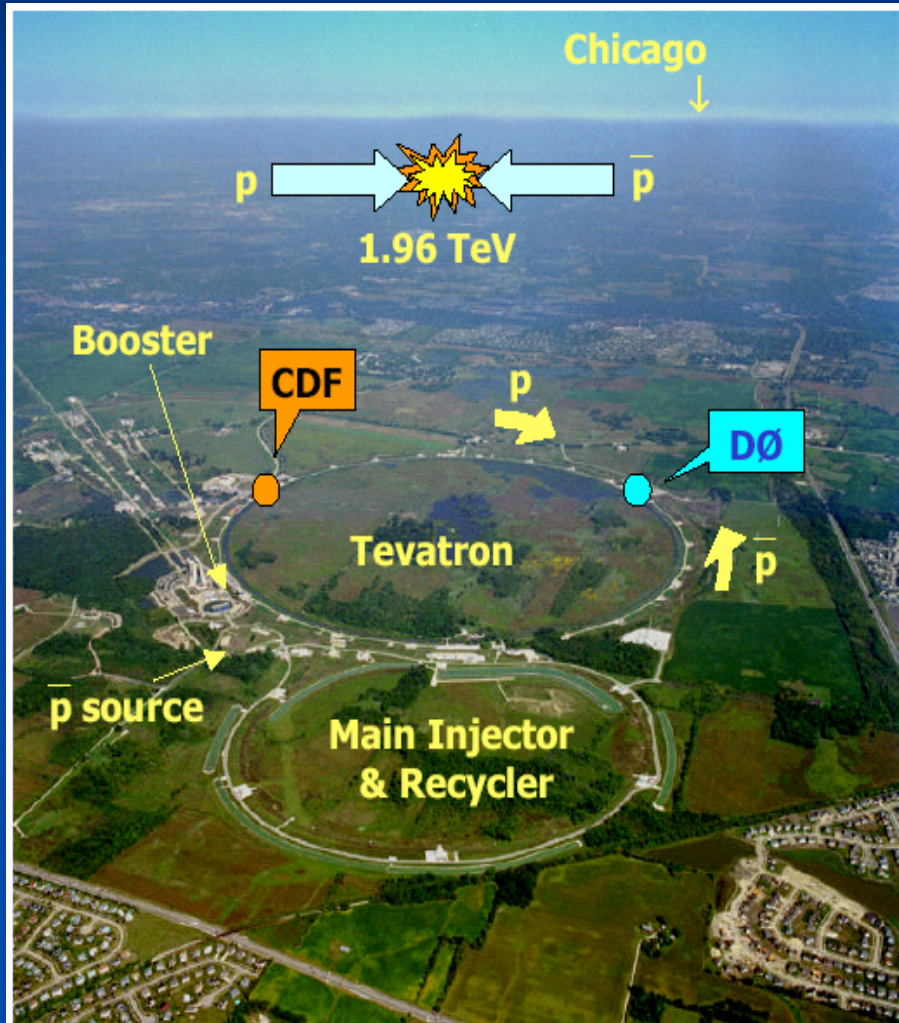 Chicago
↓
p p̄
1.96 TeV
Booster
CDF
p
DØ
Tevatron
p̄
p̄ source
Main Injector
& Recycler